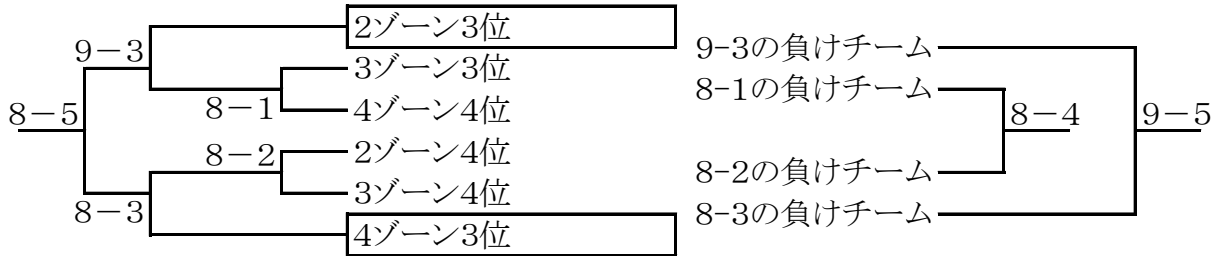 2ゾーン3位
9-3の負けチーム
9－3
3ゾーン3位
8-1の負けチーム
8－1
4ゾーン4位
8－5
8－4
9－5
8－2
2ゾーン4位
8-2の負けチーム
3ゾーン4位
8－3
8-3の負けチーム
4ゾーン3位